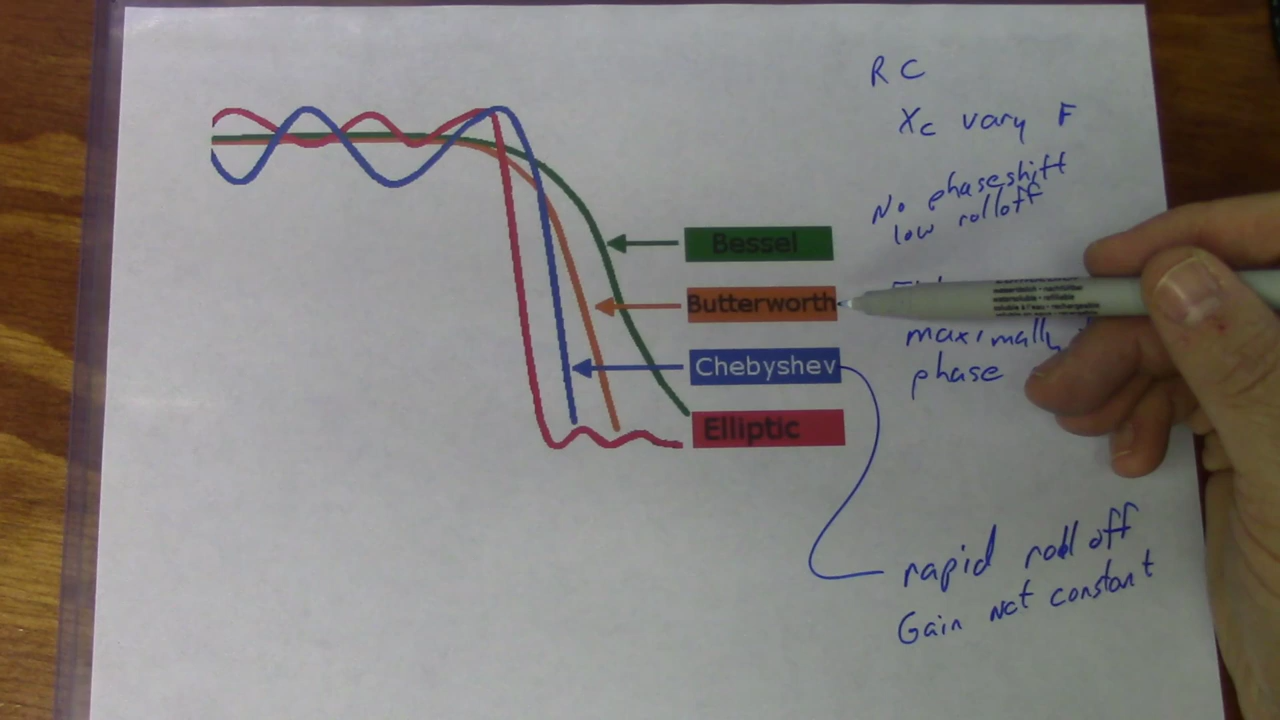 R C
Xc vary F
No phaseshift
low rolloff
Bessel
Butterworth
maximally
phase
Chebyshev
Elliptic
rapid roll off
Gain not constant